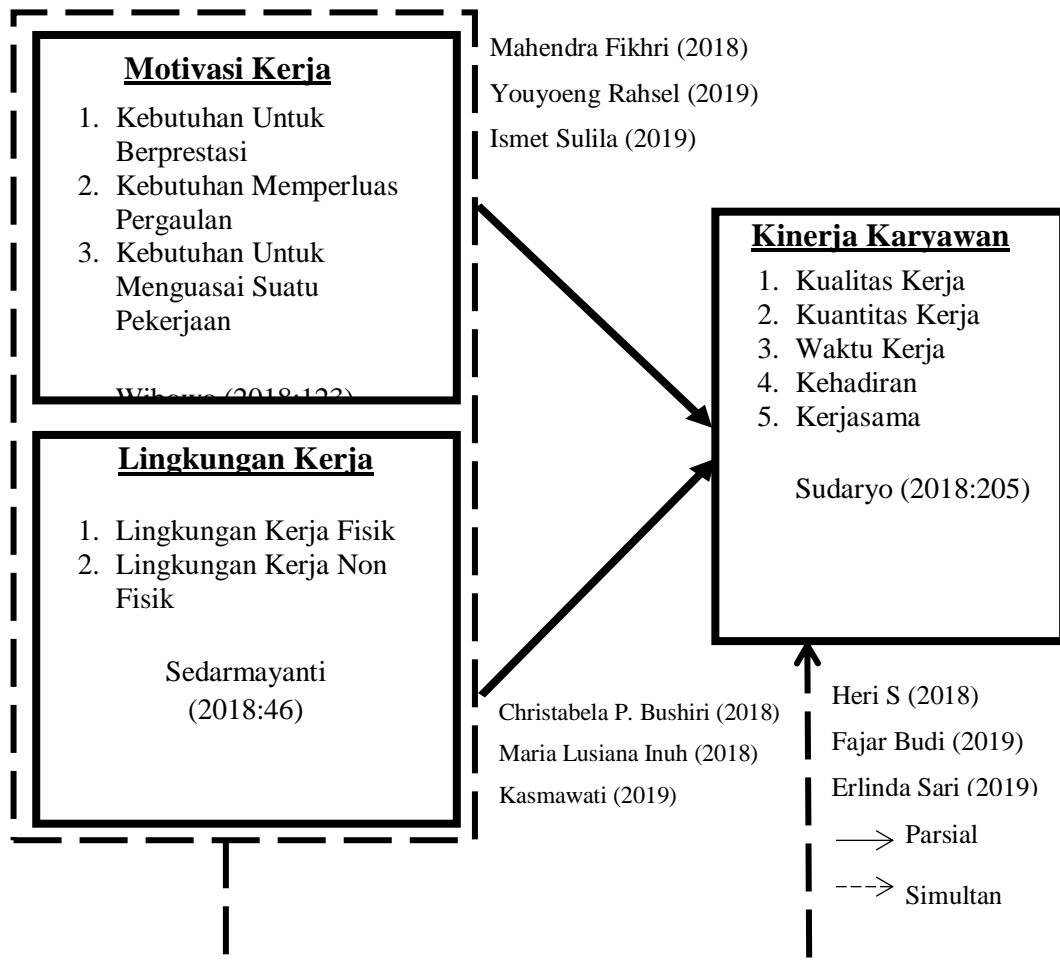 Motivasi Kerja
1. Kebutuhan Untuk
Berprestasi
2. Kebutuhan Memperluas
Pergaulan
3. Kebutuhan Untuk
Menguasai Suatu
Pekerjaan
Wibowo (2018:123)
Mahendra Fikhri (2018)
Youyoeng Rahsel (2019)
Ismet Sulila (2019)
Lingkungan Kerja
1. Lingkungan Kerja Fisik
2. Lingkungan Kerja Non
Fisik
Sedarmayanti
(2018:46)
Christabela P. Bushiri (2018)
Maria Lusiana Inuh (2018)
Kasmawati (2019)
Kinerja Karyawan
1. Kualitas Kerja
2. Kuantitas Kerja
3. Waktu Kerja
4. Kehadiran
5. Kerjasama
Sudaryo (2018:205)
Heri S (2018)
Fajar Budi (2019)
Erlinda Sari (2019)
Parsial
Simultan